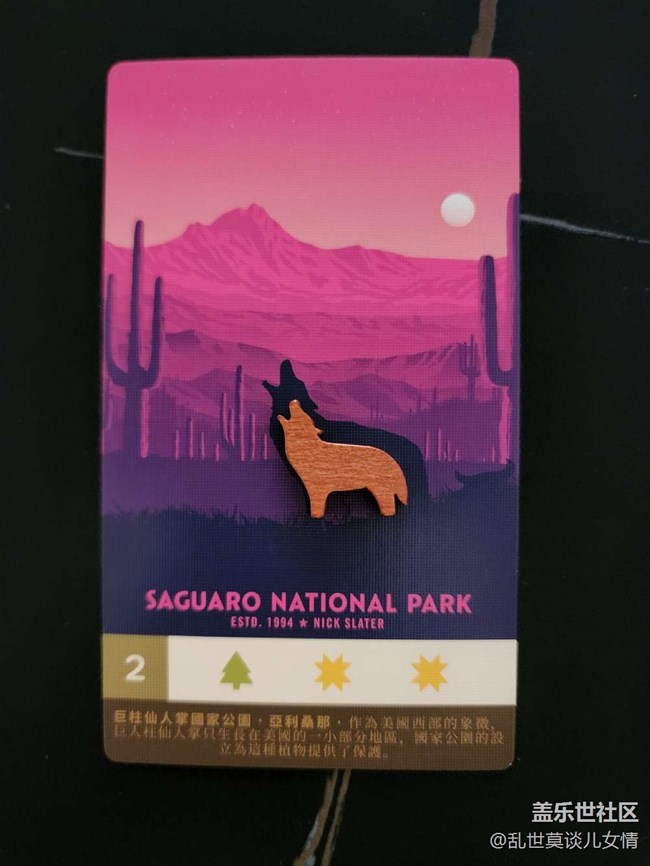 SAGUARO NATIONAL PARK
ESTD. 1994 ★ NICK SLATER
2
巨柱仙人掌國家公園，亞利桑那，作為美國西部的象徵，
巨人柱仙人掌只生長在美國的一小部分地區，國家公園的設
立為這種植物提供了保護。
盖乐世社区
@乱世莫谈儿女情